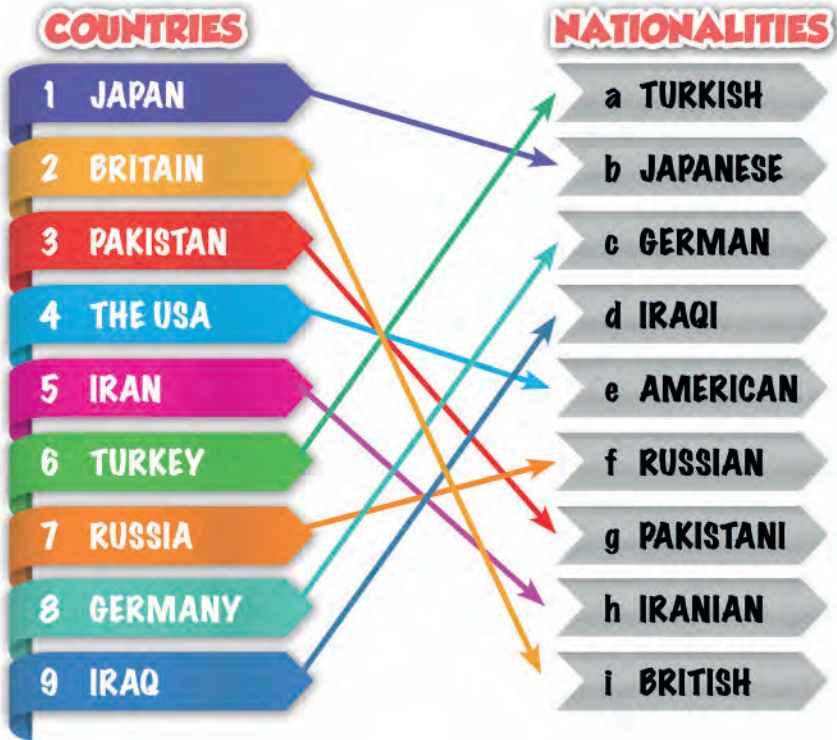 COUNTRIES
NATIONALITIES
1 JAPAN
2 BRITAIN
3 PAKISTAN
4 THE USA
5 IRAN
6 TURKEY
7 RUSSIA
8 GERMANY
9 IRAQ
a TURKISH
b JAPANESE
c GERMAN
d IRAQI
e AMERICAN
f RUSSIAN
g PAKISTANI
h IRANIAN
i BRITISH